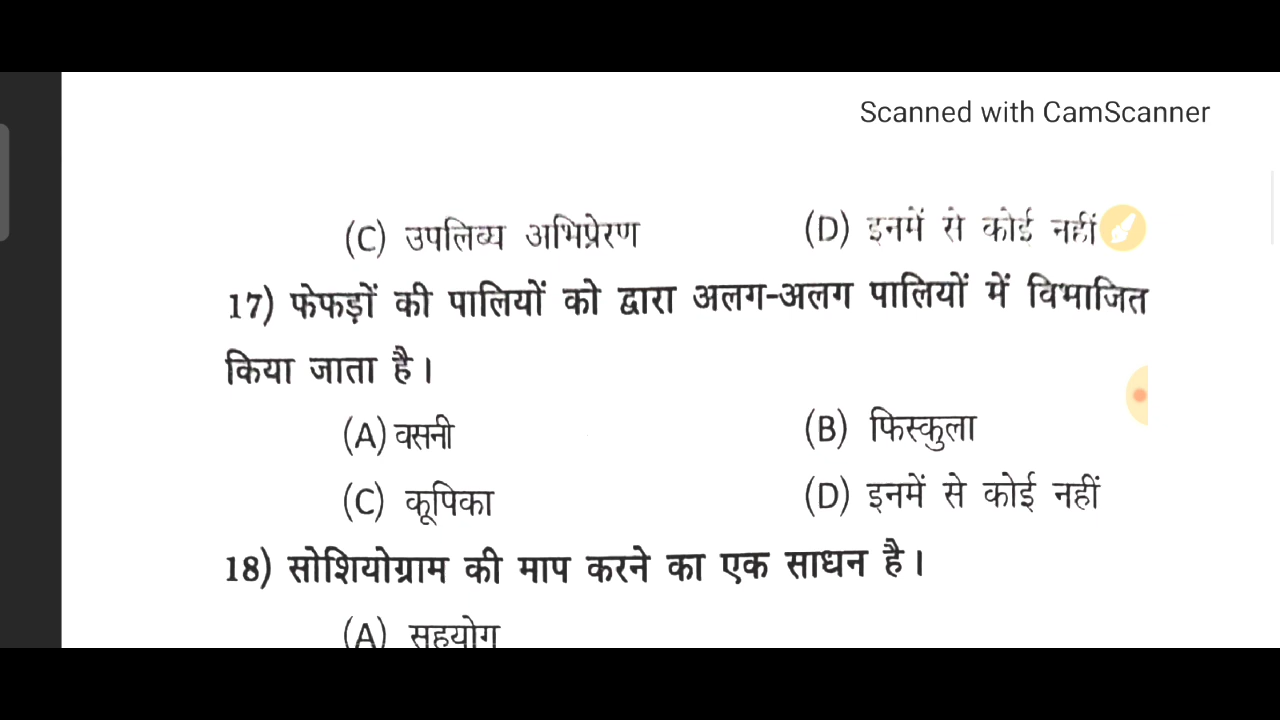 Scanned with CamScanner
(C) उपलिव्य अभिप्रेरण (D) इनमें से कोई नहीं
17) फेफड़ों की पालियों को द्वारा अलग-अलग पालियों में विभाजित
किया जाता है।
(A) वसनी (B) फिस्कुला
(C) कूपिका (D) इनमें से कोई नहीं
18) सोशियोग्राम की माप करने का एक साधन है।
(A) सहयोग